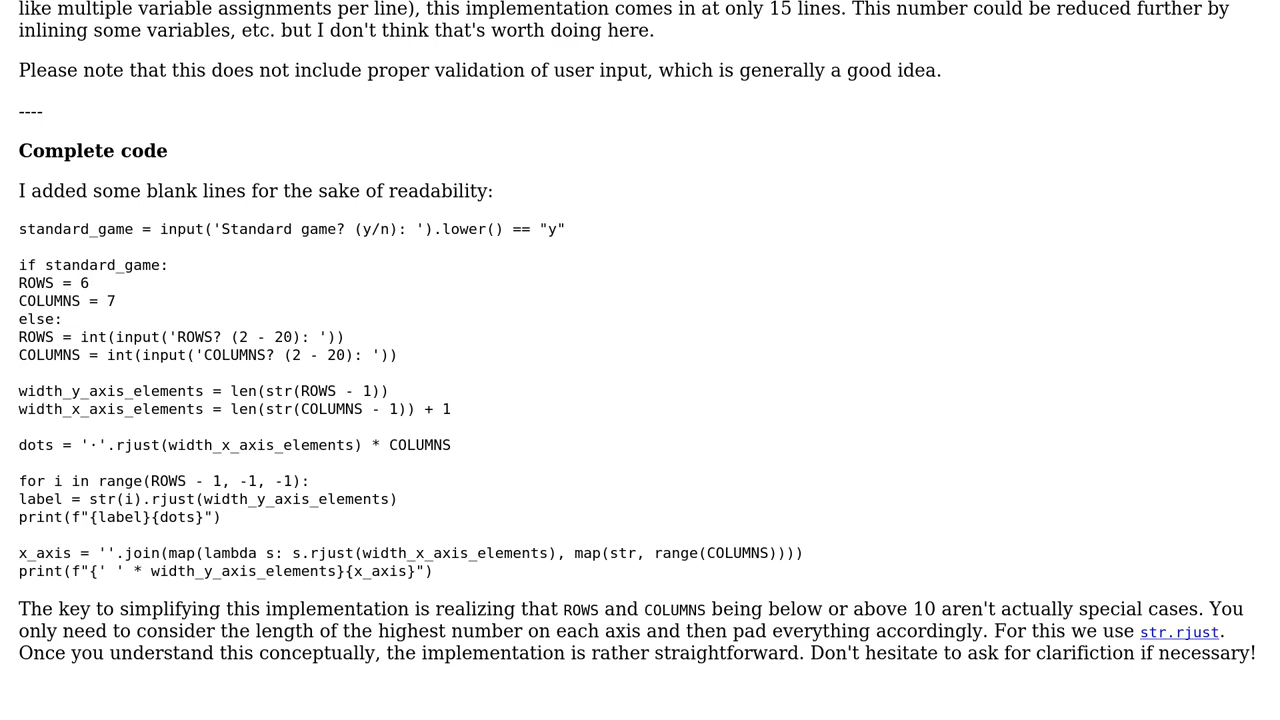 like multiple variable assignments per line), this implementation comes in at only 15 lines. This number could be reduced further by
inlining some variables, etc. but I don't think that's worth doing here.
Please note that this does not include proper validation of user input, which is generally a good idea.
----
Complete code
I added some blank lines for the sake of readability:
standard_game = input('Standard game? (y/n): ').lower() == "y"
if standard_game:
ROWS = 6
COLUMNS = 7
else:
ROWS = int(input('ROWS? (2 - 20): '))
COLUMNS = int(input('COLUMNS? (2 - 20): '))
width_y_axis_elements = len(str(ROWS - 1))
width_x_axis_elements = len(str(COLUMNS - 1)) + 1
dots = '·'.rjust(width_x_axis_elements) * COLUMNS
for i in range(ROWS - 1, -1, -1):
label = str(i).rjust(width_y_axis_elements)
print(f"{label}{dots}")
x_axis = ''.join(map(lambda s: s.rjust(width_x_axis_elements), map(str, range(COLUMNS))))
print(f"{' ' * width_y_axis_elements}{x_axis}")
The key to simplifying this implementation is realizing that ROWS and COLUMNS being below or above 10 aren't actually special cases. You
only need to consider the length of the highest number on each axis and then pad everything accordingly. For this we use str.rjust.
Once you understand this conceptually, the implementation is rather straightforward. Don't hesitate to ask for clarifiction if necessary!